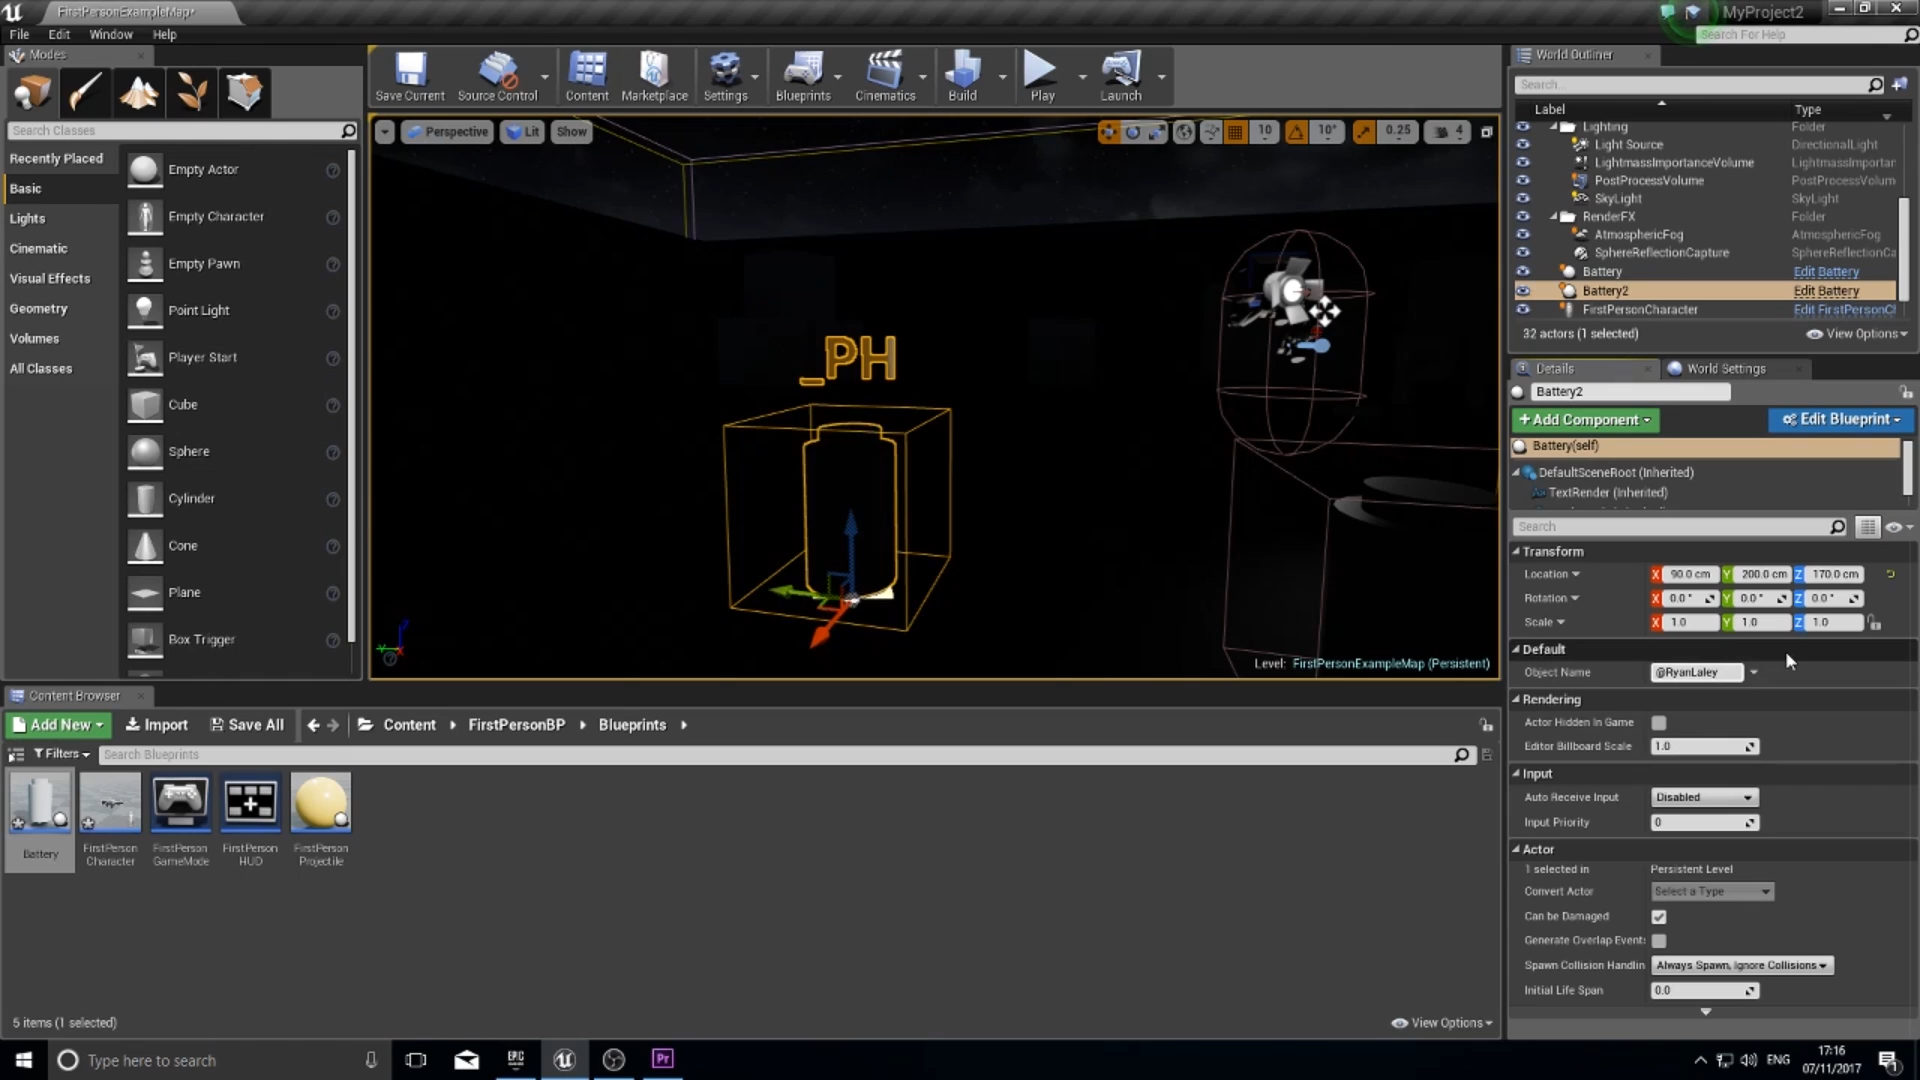 FirstPersonExampleMap*
MyProject2
File Edit Window Help
Search For Help
Modes
Search Classes
Recently Placed
Basic
Lights
Cinematic
Visual Effects
Geometry
Volumes
All Classes
Empty Actor
Empty Character
Empty Pawn
Point Light
Player Start
Cube
Sphere
Cylinder
Cone
Plane
Box Trigger
Save Current
Source Control
Content
Marketplace
Settings
Blueprints
Cinematics
Build
Play
Launch
Perspective Lit Show
10 10° 0.25 4
_PH
Level: FirstPersonExampleMap (Persistent)
World Outliner
Search...
Label Type
Lighting Folder
Light Source DirectionalLight
LightmassImportanceVolume LightmassImportan
PostProcessVolume PostProcessVolum
SkyLight SkyLight
RenderFX Folder
AtmosphericFog AtmosphericFog
SphereReflectionCapture SphereReflectionCa
Battery Edit Battery
Battery2 Edit Battery
FirstPersonCharacter Edit FirstPersonCl
32 actors (1 selected) View Options
Details World Settings
Battery2
+Add Component Edit Blueprint
Battery(self)
DefaultSceneRoot (Inherited)
TextRender (Inherited)
Search
Transform
Location X 90.0 cm Y 200.0 cm Z 170.0 cm
Rotation X 0.0 ° Y 0.0 ° Z 0.0 °
Scale X 1.0 Y 1.0 Z 1.0
Default
Object Name @RyanLaley
Rendering
Actor Hidden In Game
Editor Billboard Scale 1.0
Input
Auto Receive Input Disabled
Input Priority 0
Actor
1 selected in Persistent Level
Convert Actor Select a Type
Can be Damaged
Generate Overlap Event:
Spawn Collision Handlin Always Spawn, Ignore Collisions
Initial Life Span 0.0
Content Browser
Add New Import Save All Content FirstPersonBP Blueprints
Filters Search Blueprints
Battery
FirstPerson Character
FirstPerson GameMode
FirstPerson HUD
FirstPerson Projectile
5 items (1 selected) View Options
Type here to search
EPIC
Pr
ENG
17:16
07/11/2017
1